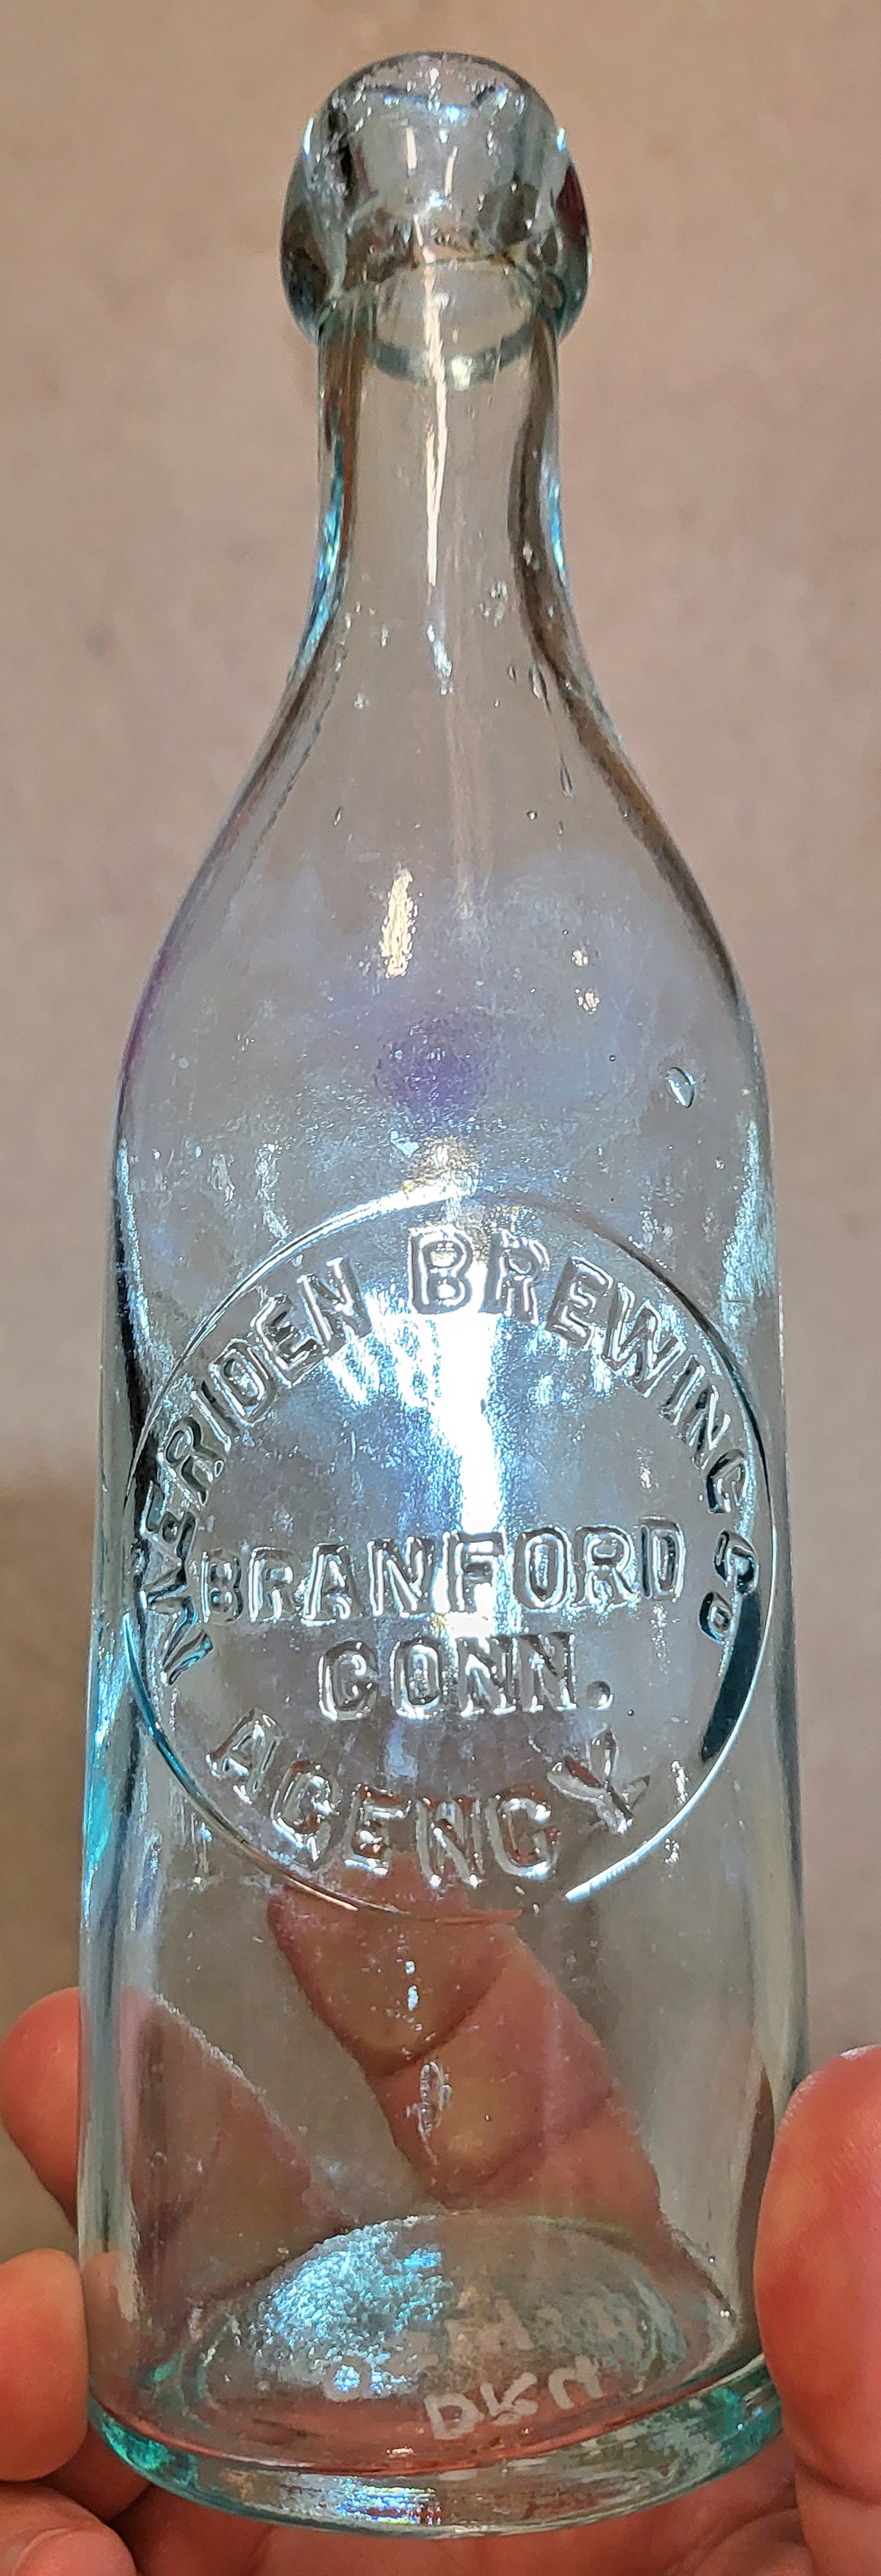 MERIDEN BREWING CO.
BRANFORD
CONN.
AGENCY